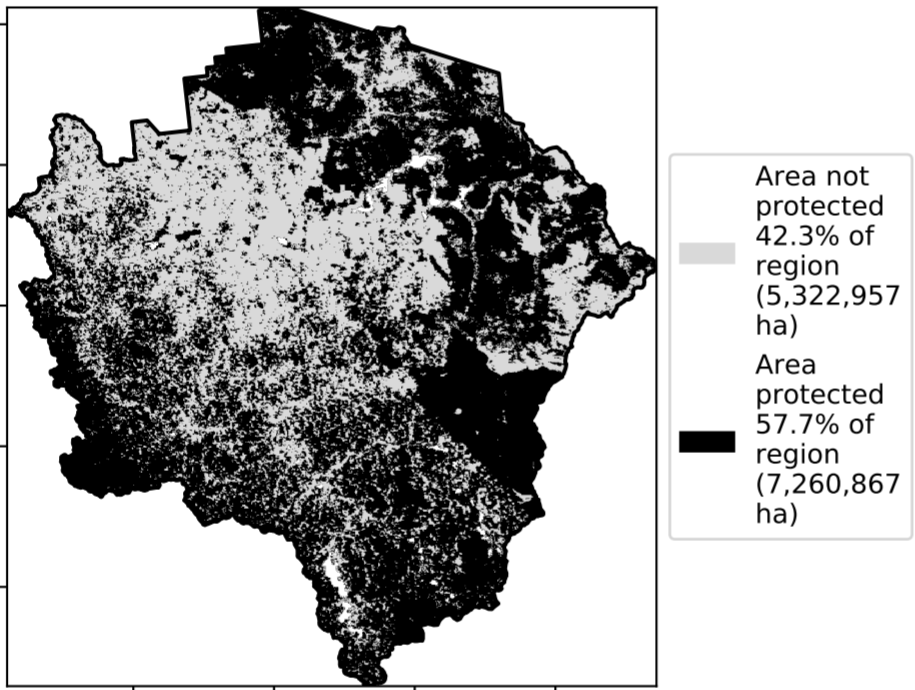 Area not
protected
42.3% of
region
(5,322,957
ha)
Area
protected
57.7% of
region
(7,260,867
ha)